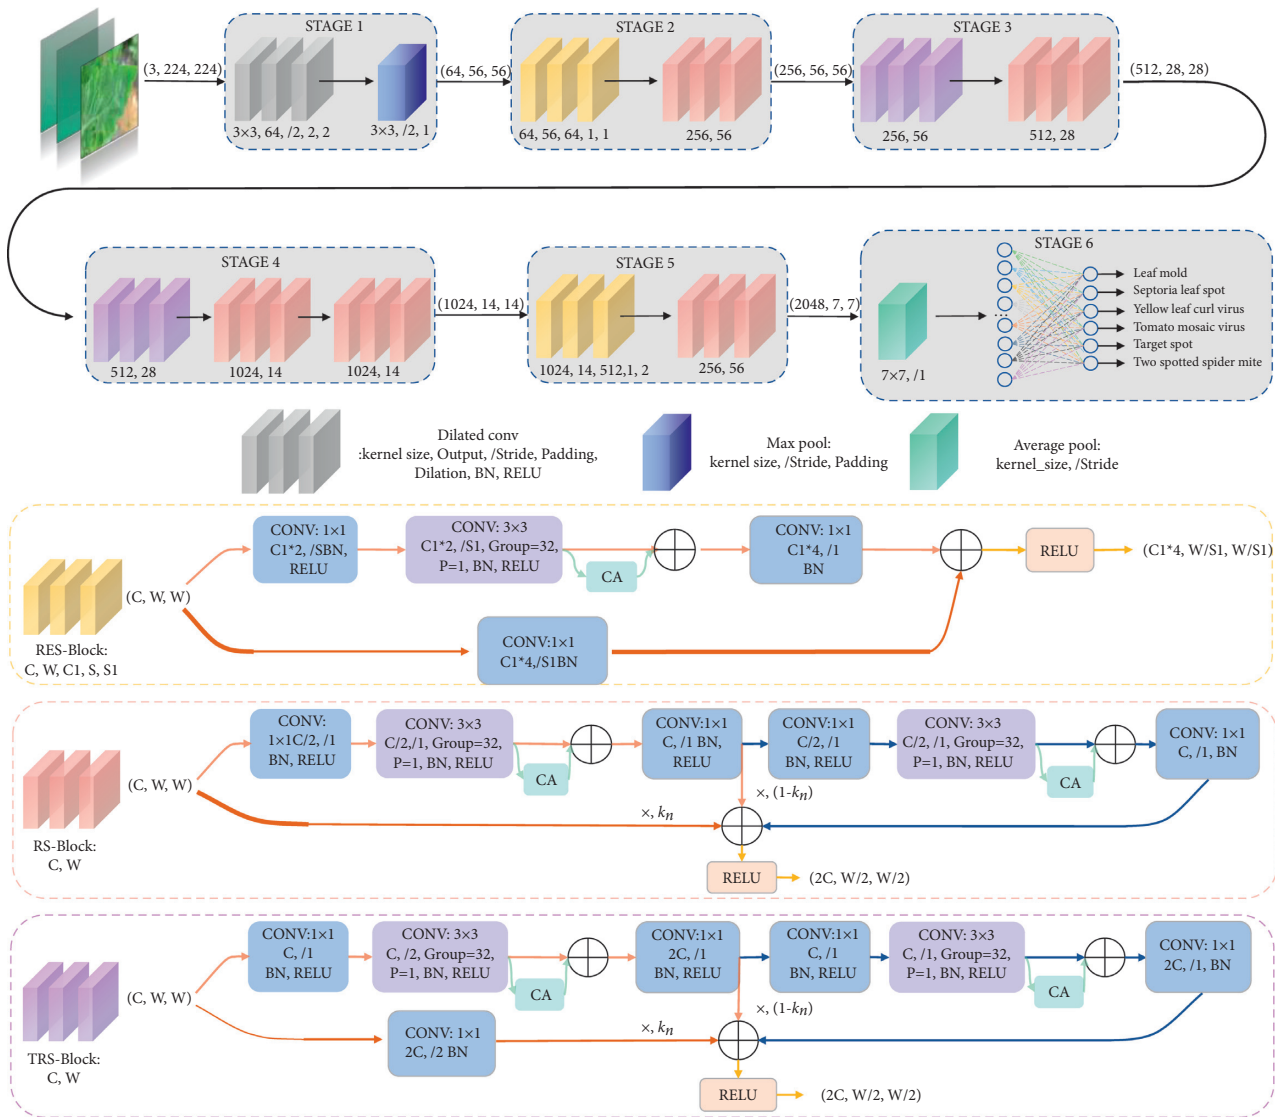 STAGE 1
STAGE 2
STAGE 3
(3, 224, 224)
(64, 56, 56)
(256, 56, 56)
(512, 28, 28)
3×3, 64, /2, 2, 2
3×3, /2, 1
64, 56, 64, 1, 1
256, 56
256, 56
512, 28
STAGE 4
STAGE 5
STAGE 6
(1024, 14, 14)
(2048, 7, 7)
512, 28
1024, 14
1024, 14
1024, 14, 512,1, 2
256, 56
7×7, /1
...
Leaf mold
Septoria leaf spot
Yellow leaf curl virus
Tomato mosaic virus
Target spot
Two spotted spider mite
Dilated conv
:kernel size, Output, /Stride, Padding,
Dilation, BN, RELU
Max pool:
kernel size, /Stride, Padding
Average pool:
kernel_size, /Stride
RES-Block:
C, W, C1, S, S1
(C, W, W)
CONV: 1×1
C1*2, /SBN,
RELU
CONV: 3×3
C1*2, /S1, Group=32,
P=1, BN, RELU
CA
CONV: 1×1
C1*4, /1
BN
RELU
(C1*4, W/S1, W/S1)
CONV:1×1
C1*4,/S1BN
RS-Block:
C, W
(C, W, W)
CONV:
1×1C/2, /1
BN, RELU
CONV: 3×3
C/2,/1, Group=32,
P=1, BN, RELU
CA
CONV:1×1
C, /1 BN,
RELU
CONV:1×1
C/2, /1
BN, RELU
CONV: 3×3
C/2, /1, Group=32,
P=1, BN, RELU
CA
CONV: 1×1
C, /1, BN
×, kn
×, (1-kn)
RELU
(2C, W/2, W/2)
TRS-Block:
C, W
(C, W, W)
CONV:1×1
C, /1
BN, RELU
CONV: 3×3
C, /2, Group=32,
P=1, BN, RELU
CA
CONV:1×1
2C, /1
BN, RELU
CONV:1×1
C, /1
BN, RELU
CONV: 3×3
C, /1, Group=32,
P=1, BN, RELU
CA
CONV: 1×1
2C, /1, BN
CONV: 1×1
2C, /2 BN
×, kn
×, (1-kn)
RELU
(2C, W/2, W/2)